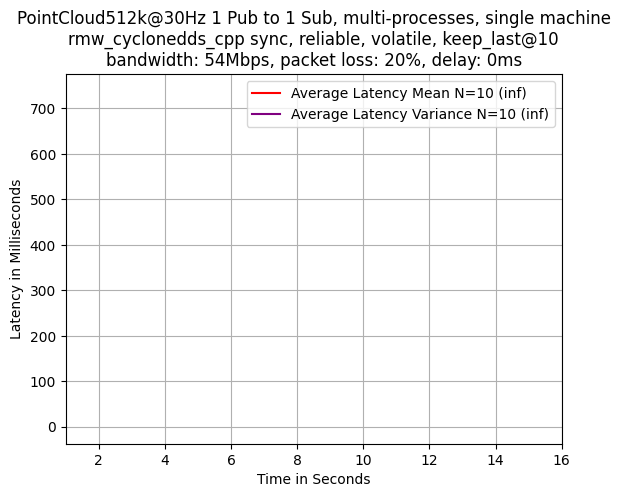 PointCloud512k@30Hz 1 Pub to 1 Sub, multi-processes, single machine
rmw_cyclonedds_cpp sync, reliable, volatile, keep_last@10
bandwidth: 54Mbps, packet loss: 20%, delay: 0ms
Average Latency Mean N=10 (inf)
Average Latency Variance N=10 (inf)
Latency in Milliseconds
700
600
500
400
300
200
100
0
2 4 6 8 10 12 14 16
Time in Seconds